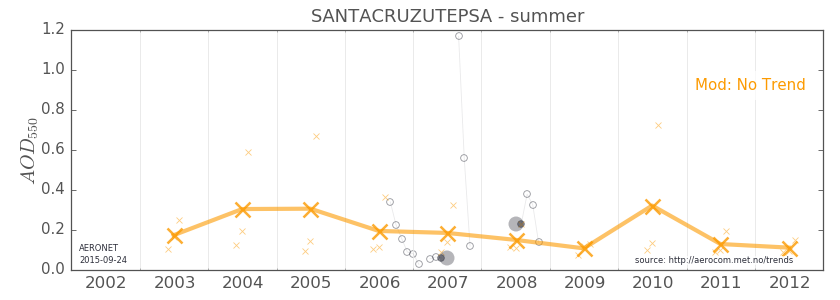 SANTACRUZUTEPSA - summer
1.2
1.0
0.8
0.6
0.4
0.2
0.0
AOD550
Mod: No Trend
AERONET
2015-09-24
source: http://aerocom.met.no/trends
2002 2003 2004 2005 2006 2007 2008 2009 2010 2011 2012